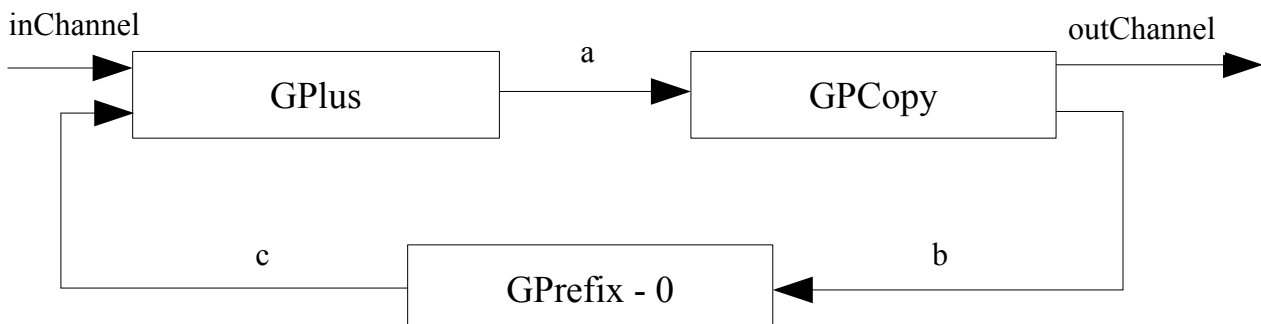 inChannel
outChannel
a
GPlus
GPCopy
c
b
GPrefix - 0